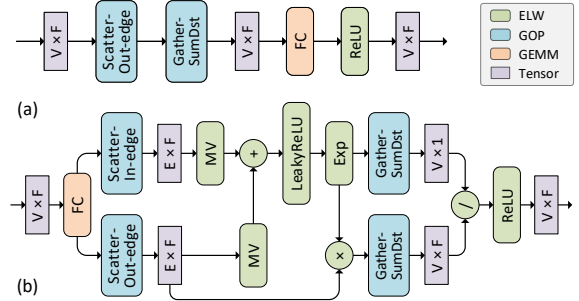 V × F
Scatter-
Out-edge
Gather-
SumDst
V × F
FC
ReLU
V × F
ELW
GOP
GEMM
Tensor
(a)
V × F
FC
Scatter-
In-edge
E × F
MV
+
LeakyReLU
Exp
Gather-
SumDst
V × 1
Scatter-
Out-edge
E × F
MV
×
Gather-
SumDst
V × F
/
ReLU
V × F
(b)